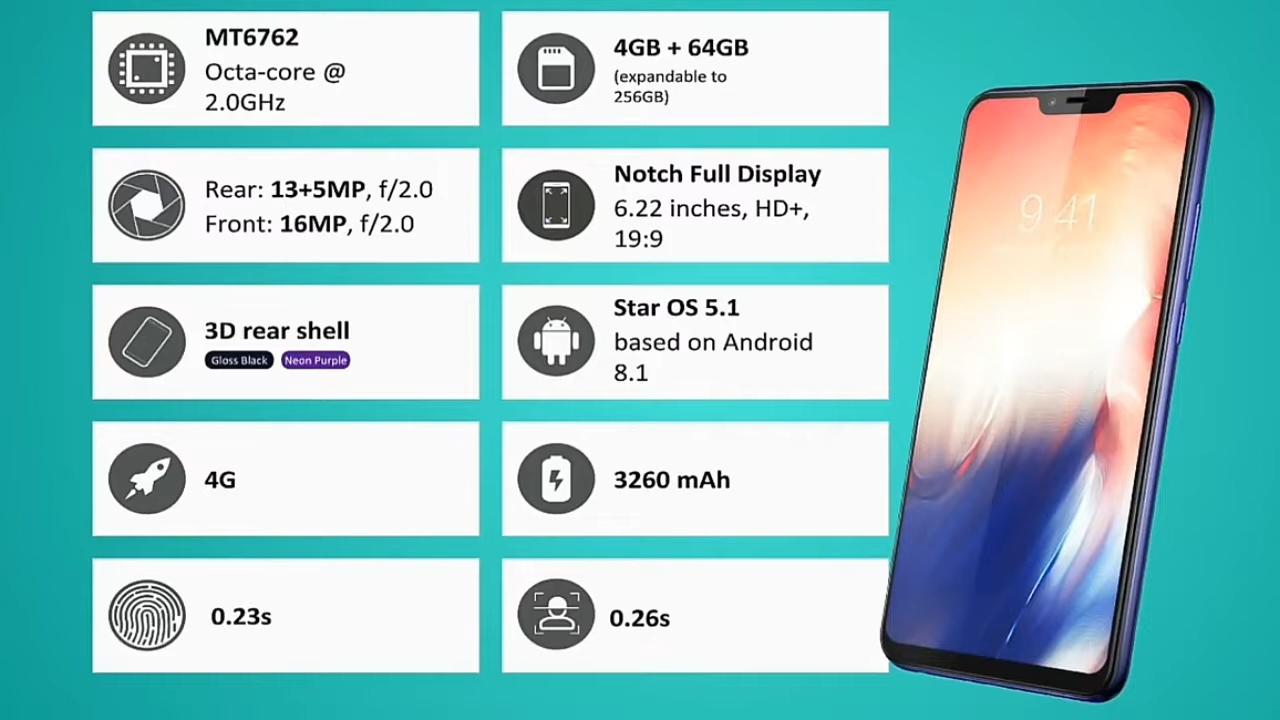 MT6762
Octa-core @
2.0GHz
4GB + 64GB
(expandable to
256GB)
Rear: 13+5MP, f/2.0
Front: 16MP, f/2.0
Notch Full Display
6.22 inches, HD+,
19:9
3D rear shell
Gloss Black Neon Purple
Star OS 5.1
based on Android
8.1
4G
3260 mAh
0.23s
0.26s
9:41